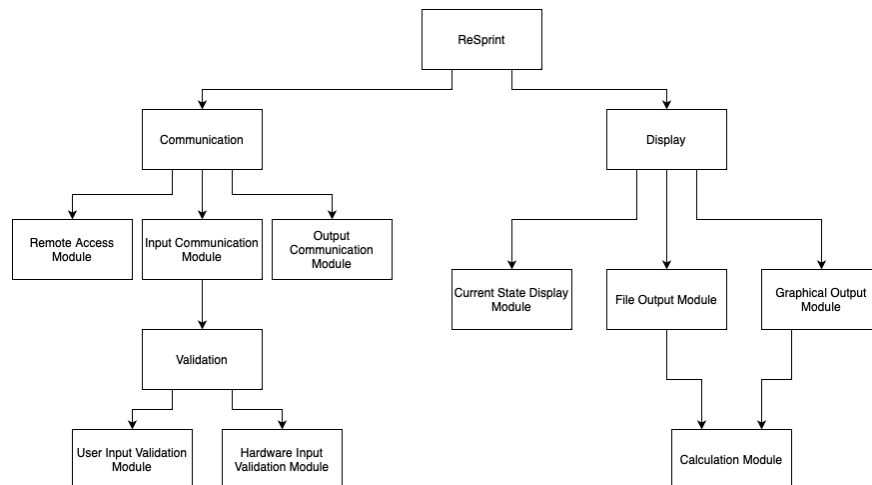 ReSprint
Communication
Display
Remote Access
Module
Input Communication
Module
Output
Communication
Module
Current State Display
Module
File Output Module
Graphical Output
Module
Validation
User Input Validation
Module
Hardware Input
Validation Module
Calculation Module